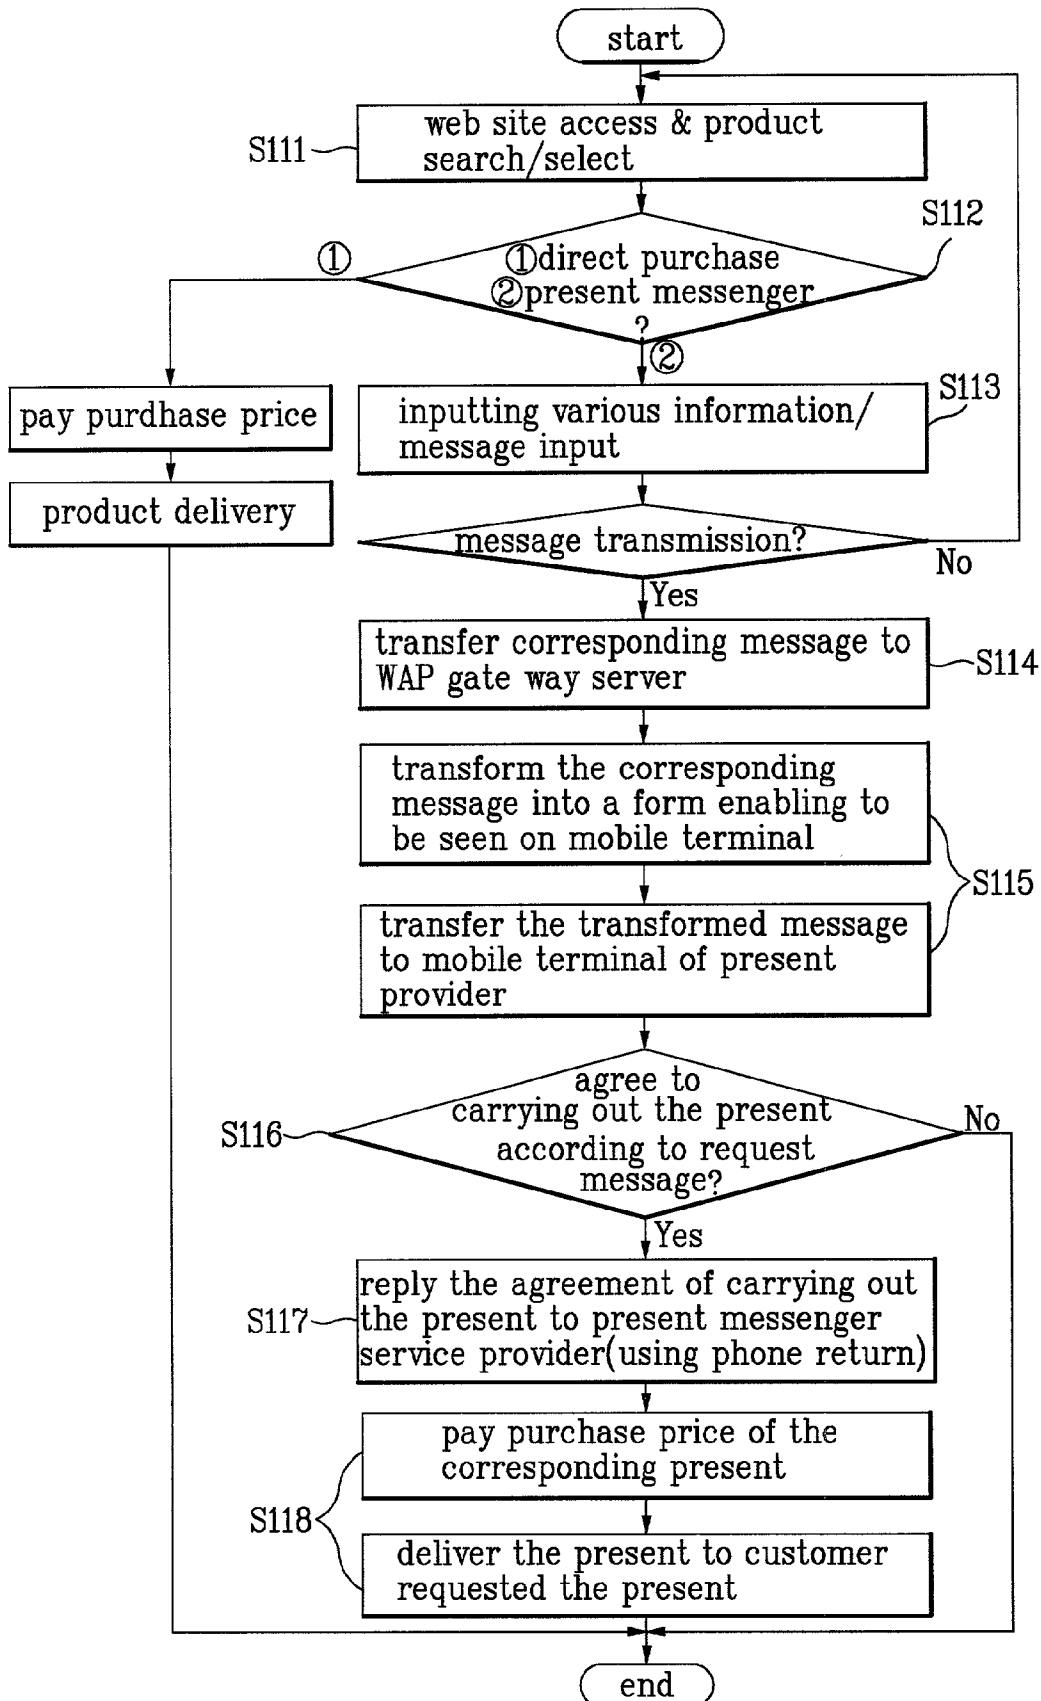 start
web site access & product
search/select
S111
S112
①
①direct purchase
②present messenger
?
②
pay purdhase price
product delivery
S113
inputting various information/
message input
message transmission?
No
Yes
transfer corresponding message to
WAP gate way server
S114
transform the corresponding
message into a form enabling to
be seen on mobile terminal
S115
transfer the transformed message
to mobile terminal of present
provider
agree to
carrying out the present
according to request
message?
S116
No
Yes
reply the agreement of carrying out
the present to present messenger
service provider(using phone return)
S117
pay purchase price of the
corresponding present
S118
deliver the present to customer
requested the present
end